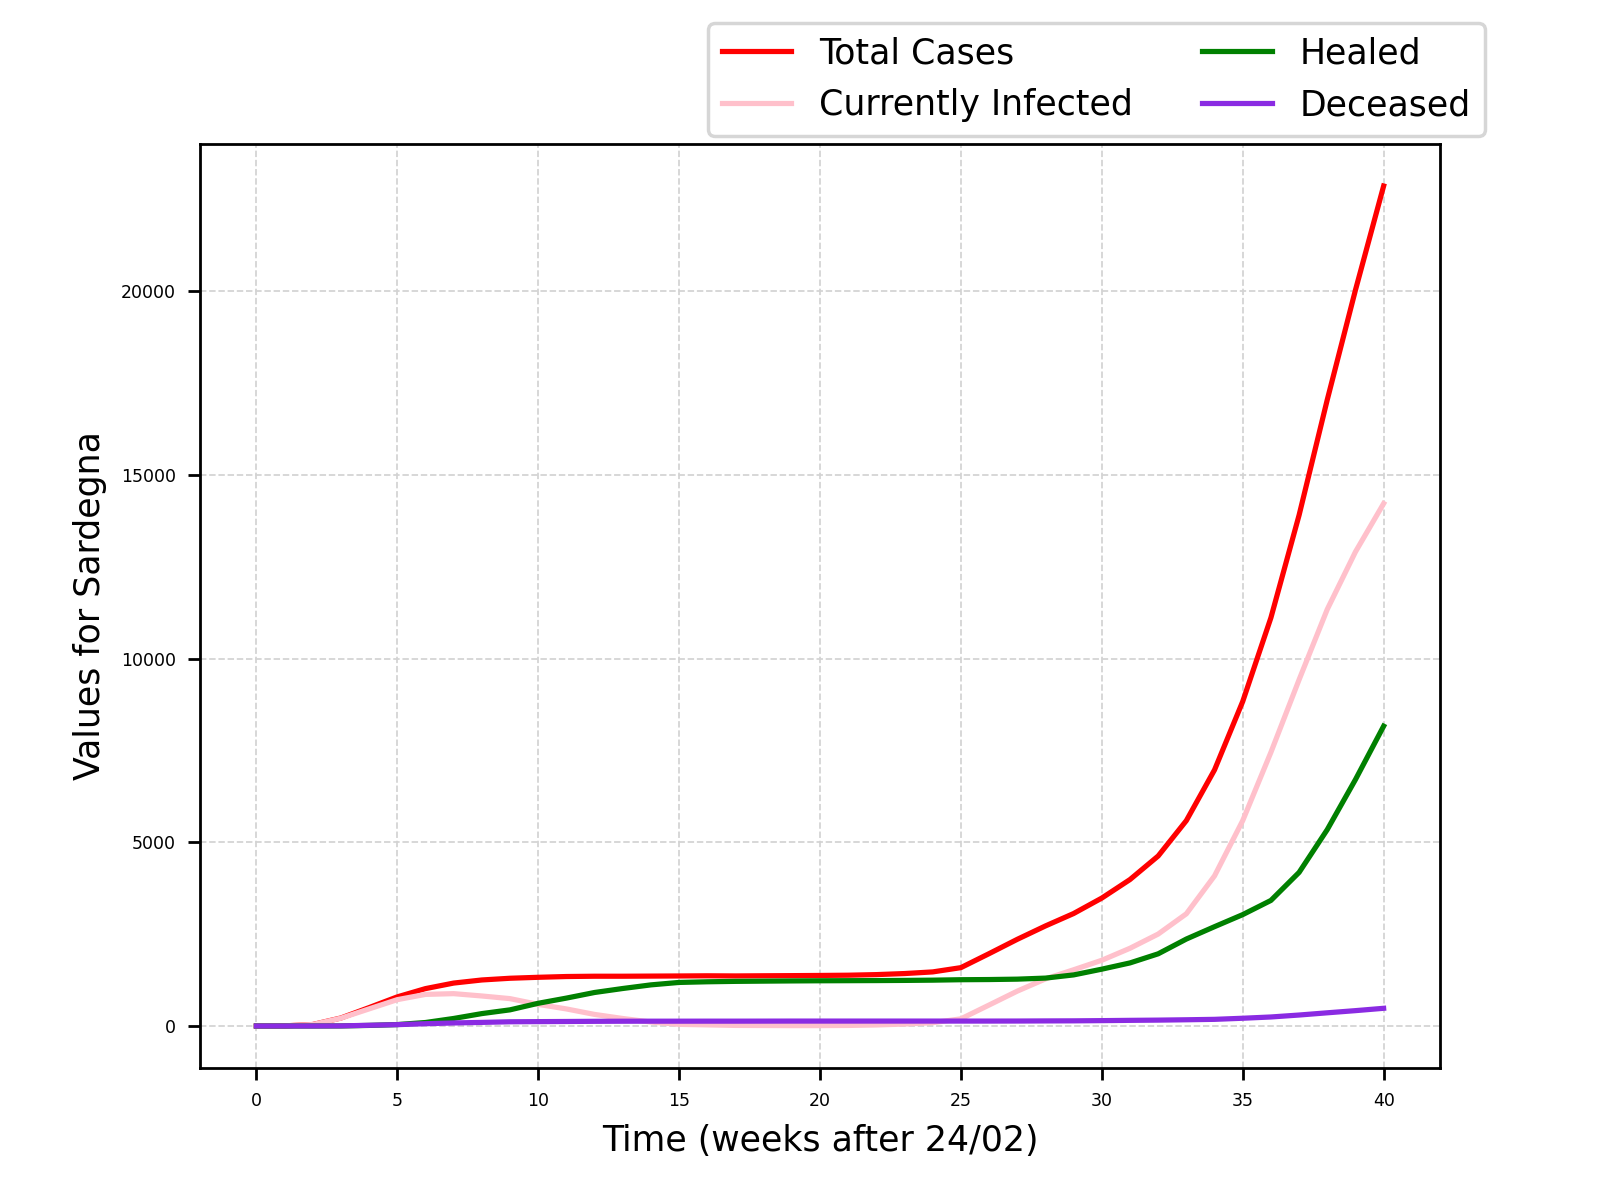 Total Cases
Currently Infected
Healed
Deceased
Values for Sardegna
20000
15000
10000
5000
0
0 5 10 15 20 25 30 35 40
Time (weeks after 24/02)